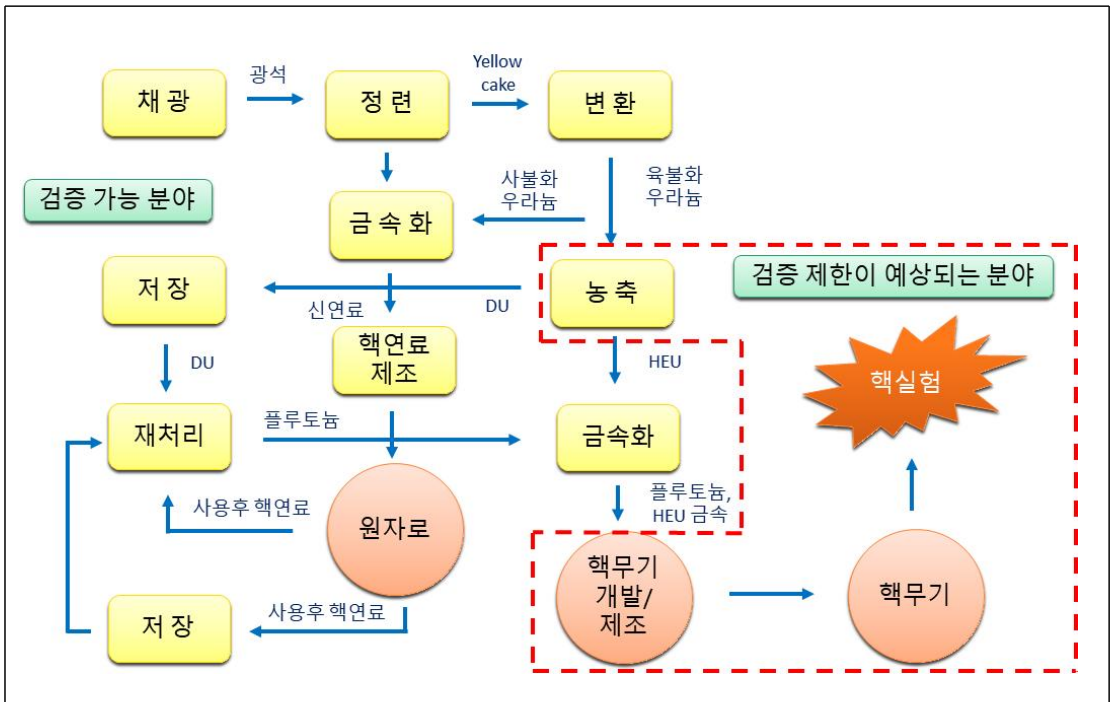 채 광
광석
정 련
Yellow
cake
변 환
검증 가능 분야
사불화
우라늄
육불화
우라늄
금 속 화
저 장
신연료
DU
농 축
검증 제한이 예상되는 분야
DU
핵연료
제조
HEU
핵실험
재처리
플루토늄
금속화
사용후 핵연료
원자로
플루토늄,
HEU 금속
핵무기
개발/
제조
핵무기
저 장
사용후 핵연료